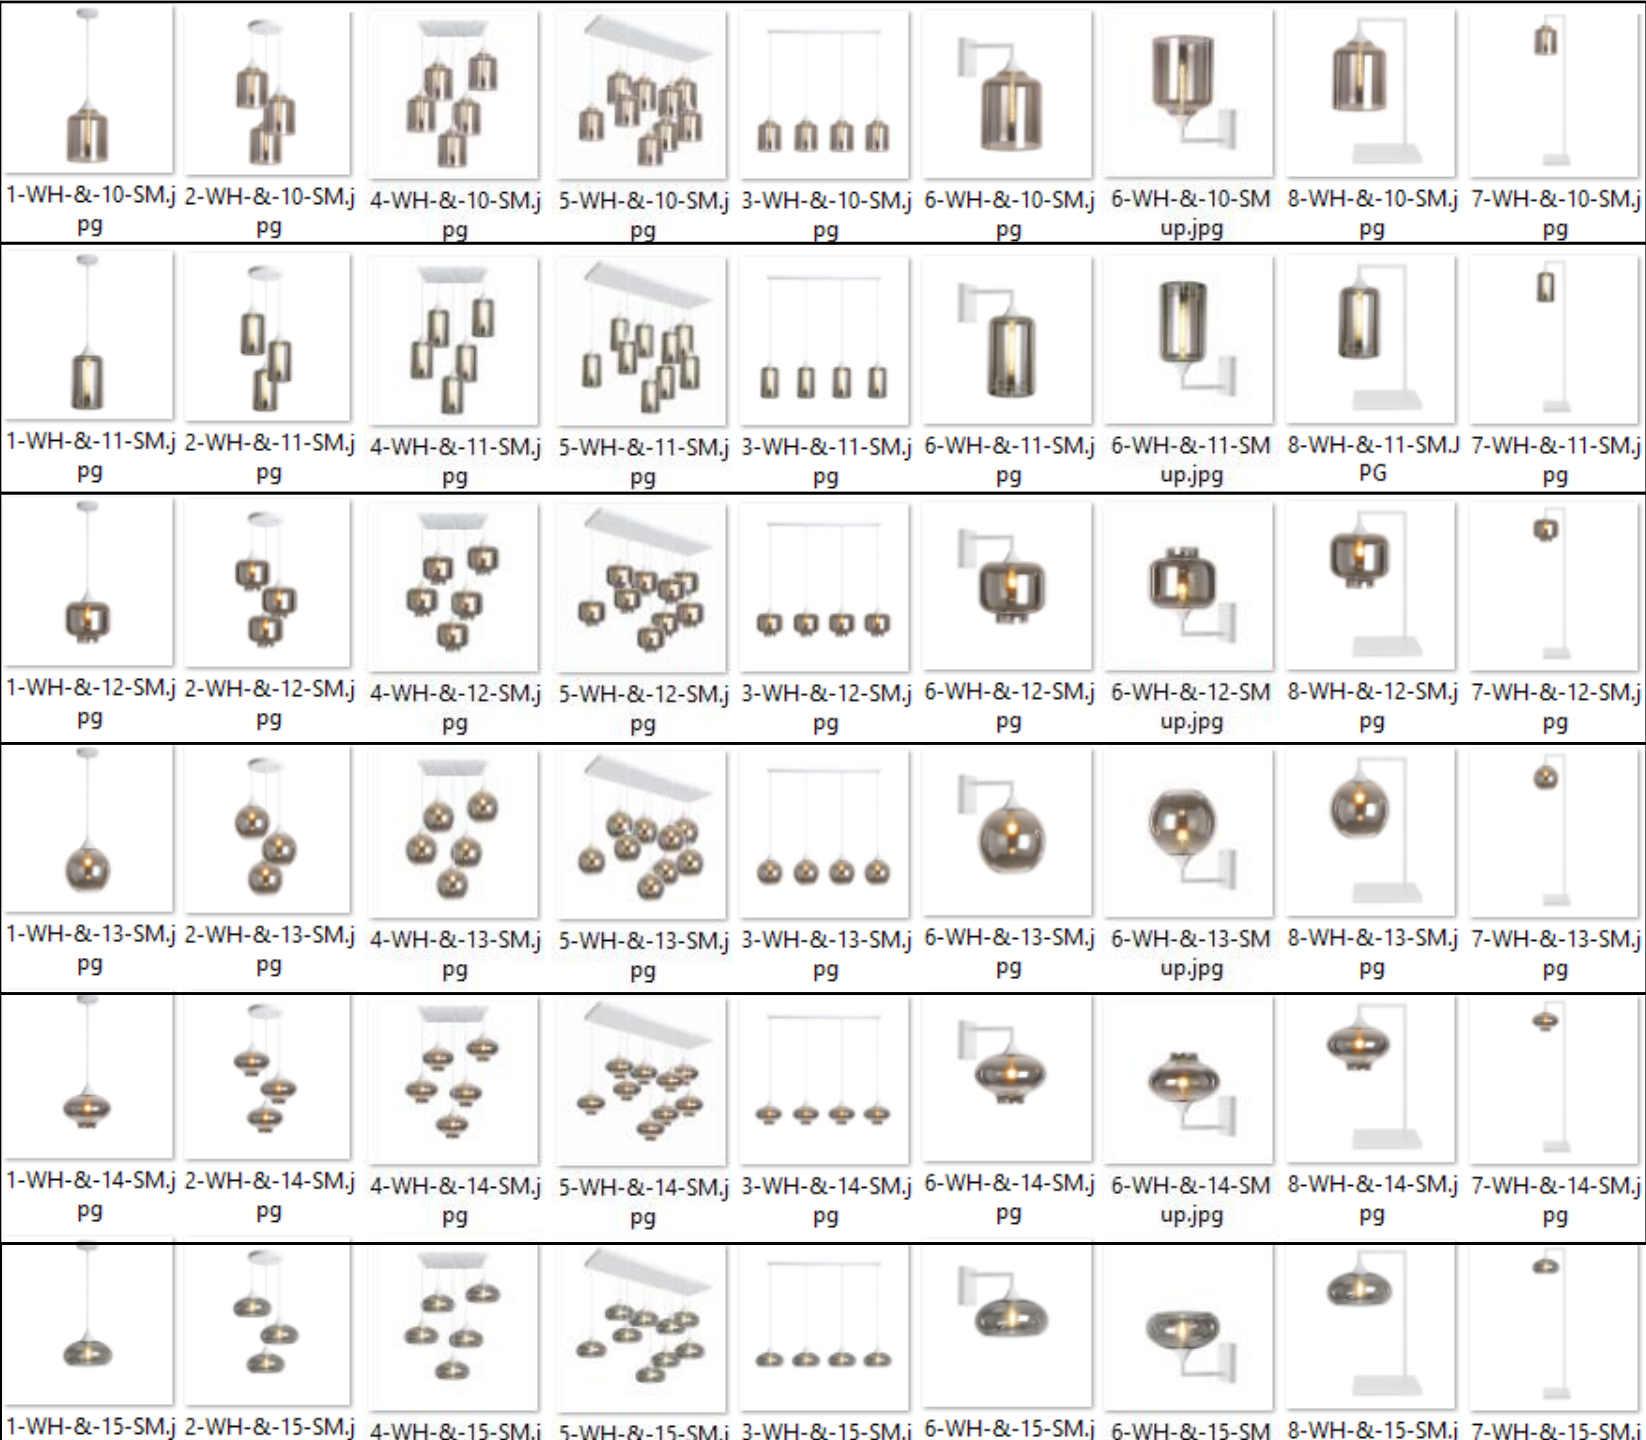 1-WH-&-10-SM.j
pg
2-WH-&-10-SM.j
pg
4-WH-&-10-SM.j
pg
5-WH-&-10-SM.j
pg
3-WH-&-10-SM.j
pg
6-WH-&-10-SM.j
pg
6-WH-&-10-SM
up.jpg
8-WH-&-10-SM.j
pg
7-WH-&-10-SM.j
pg
1-WH-&-11-SM.j
pg
2-WH-&-11-SM.j
pg
4-WH-&-11-SM.j
pg
5-WH-&-11-SM.j
pg
3-WH-&-11-SM.j
pg
6-WH-&-11-SM.j
pg
6-WH-&-11-SM
up.jpg
8-WH-&-11-SM.J
PG
7-WH-&-11-SM.j
pg
1-WH-&-12-SM.j
pg
2-WH-&-12-SM.j
pg
4-WH-&-12-SM.j
pg
5-WH-&-12-SM.j
pg
3-WH-&-12-SM.j
pg
6-WH-&-12-SM.j
pg
6-WH-&-12-SM
up.jpg
8-WH-&-12-SM.j
pg
7-WH-&-12-SM.j
pg
1-WH-&-13-SM.j
pg
2-WH-&-13-SM.j
pg
4-WH-&-13-SM.j
pg
5-WH-&-13-SM.j
pg
3-WH-&-13-SM.j
pg
6-WH-&-13-SM.j
pg
6-WH-&-13-SM
up.jpg
8-WH-&-13-SM.j
pg
7-WH-&-13-SM.j
pg
1-WH-&-14-SM.j
pg
2-WH-&-14-SM.j
pg
4-WH-&-14-SM.j
pg
5-WH-&-14-SM.j
pg
3-WH-&-14-SM.j
pg
6-WH-&-14-SM.j
pg
6-WH-&-14-SM
up.jpg
8-WH-&-14-SM.j
pg
7-WH-&-14-SM.j
pg
1-WH-&-15-SM.j
2-WH-&-15-SM.j
4-WH-&-15-SM.j
5-WH-&-15-SM.j
3-WH-&-15-SM.j
6-WH-&-15-SM.j
6-WH-&-15-SM
8-WH-&-15-SM.j
7-WH-&-15-SM.j